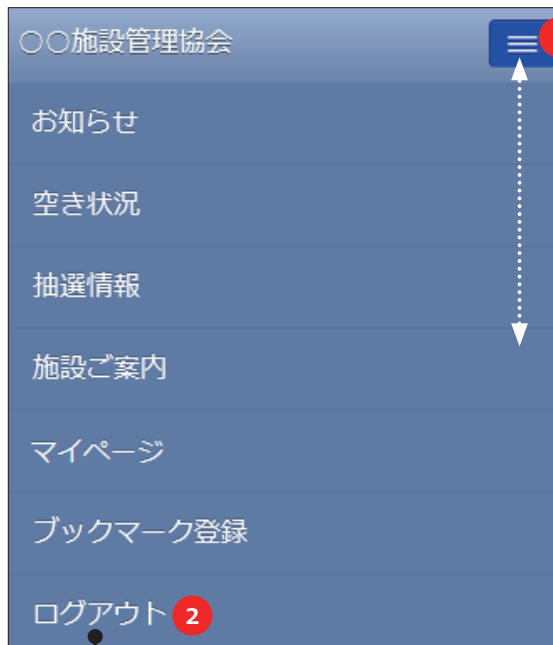 ○○施設管理協会
お知らせ
空き状況
抽選情報
施設ご案内
マイページ
ブックマーク登録
ログアウト 2